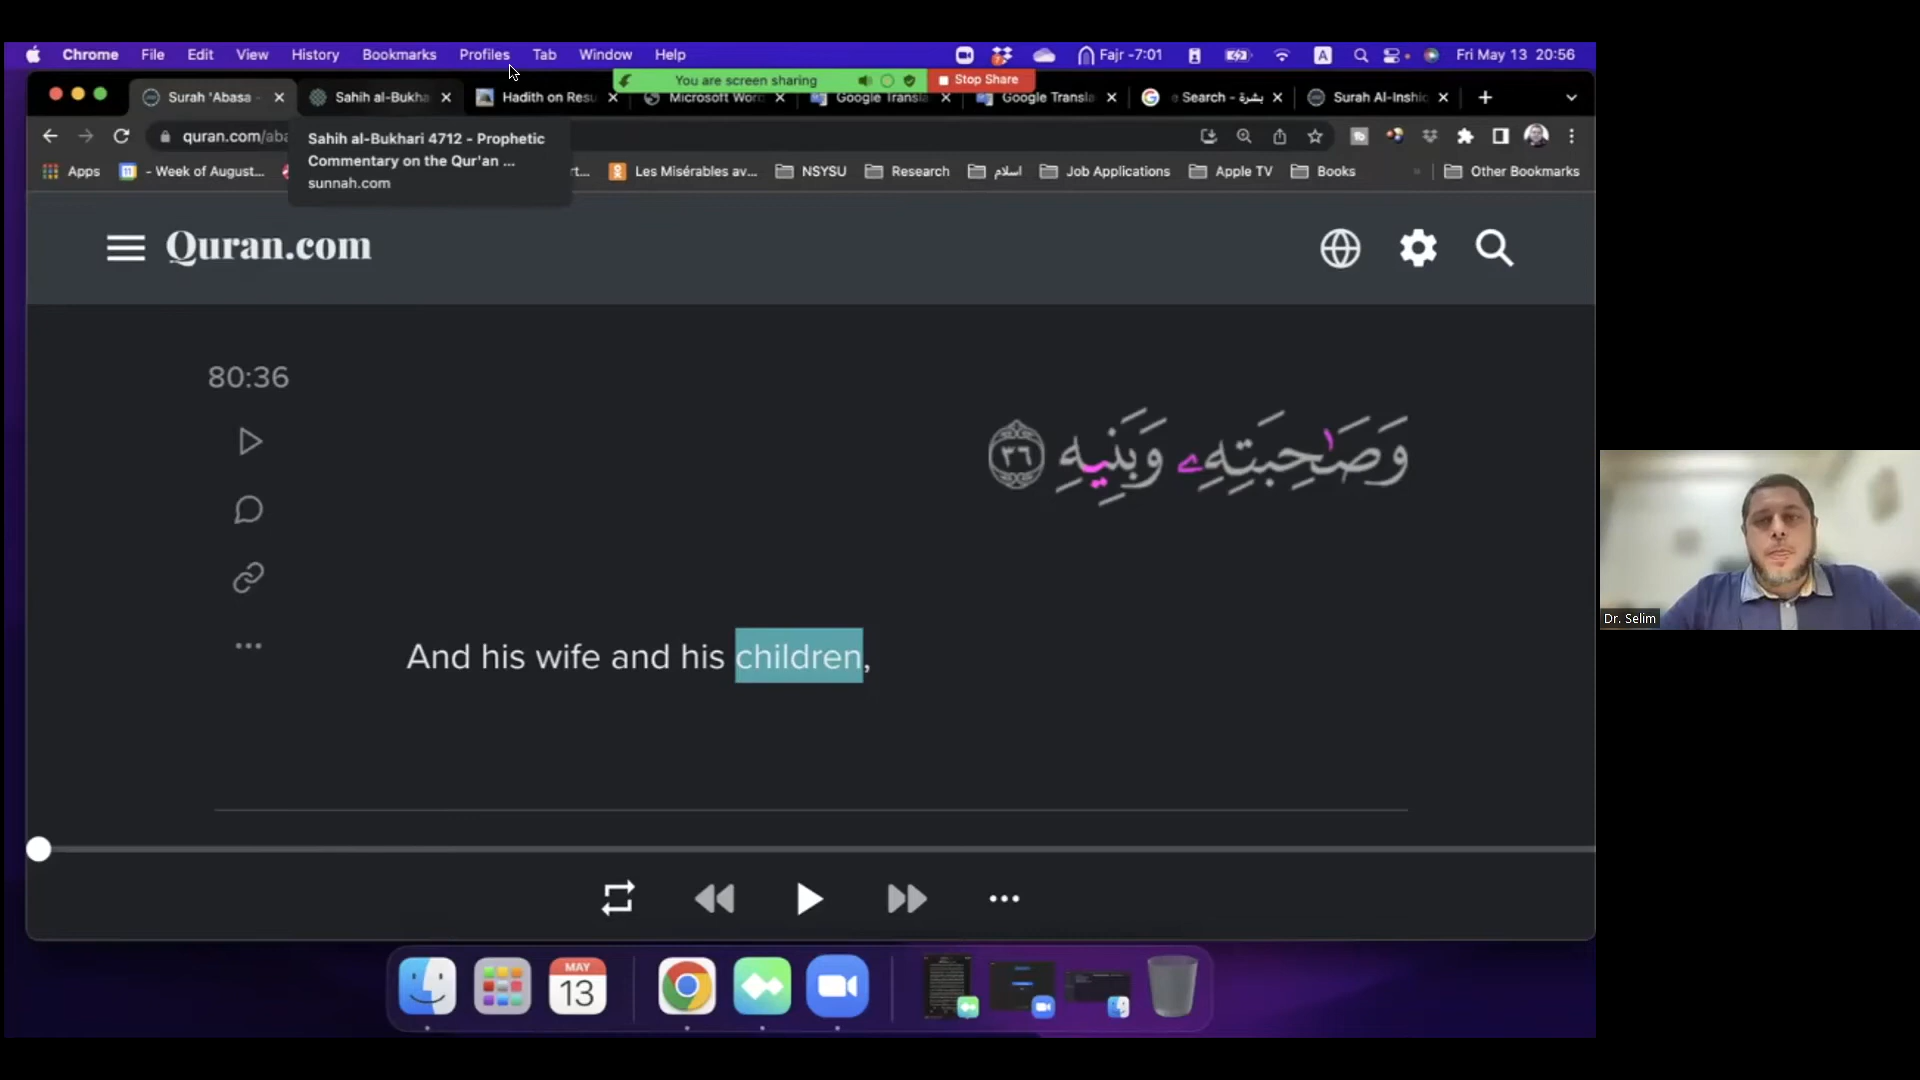 Chrome File Edit View History Bookmarks Profiles Tab Window Help Fajr -7:01 A Fri May 13 20:56
You are screen sharing Stop Share
Surah 'Abasa - Sahih al-Bukha Hadith on Resu Microsoft Word Google Transla Google Transla e Search - بشرة Surah Al-Inshiq
quran.com/aba
Sahih al-Bukhari 4712 - Prophetic
Commentary on the Qur'an ...
sunnah.com
Apps - Week of August... rt... Les Misérables av... NSYSU Research اسلام Job Applications Apple TV Books Other Bookmarks
Quran.com
80:36
وَصَـٰحِبَتِهِۦ وَبَنِيهِ ٣٦
And his wife and his children,
Dr. Selim
MAY
13